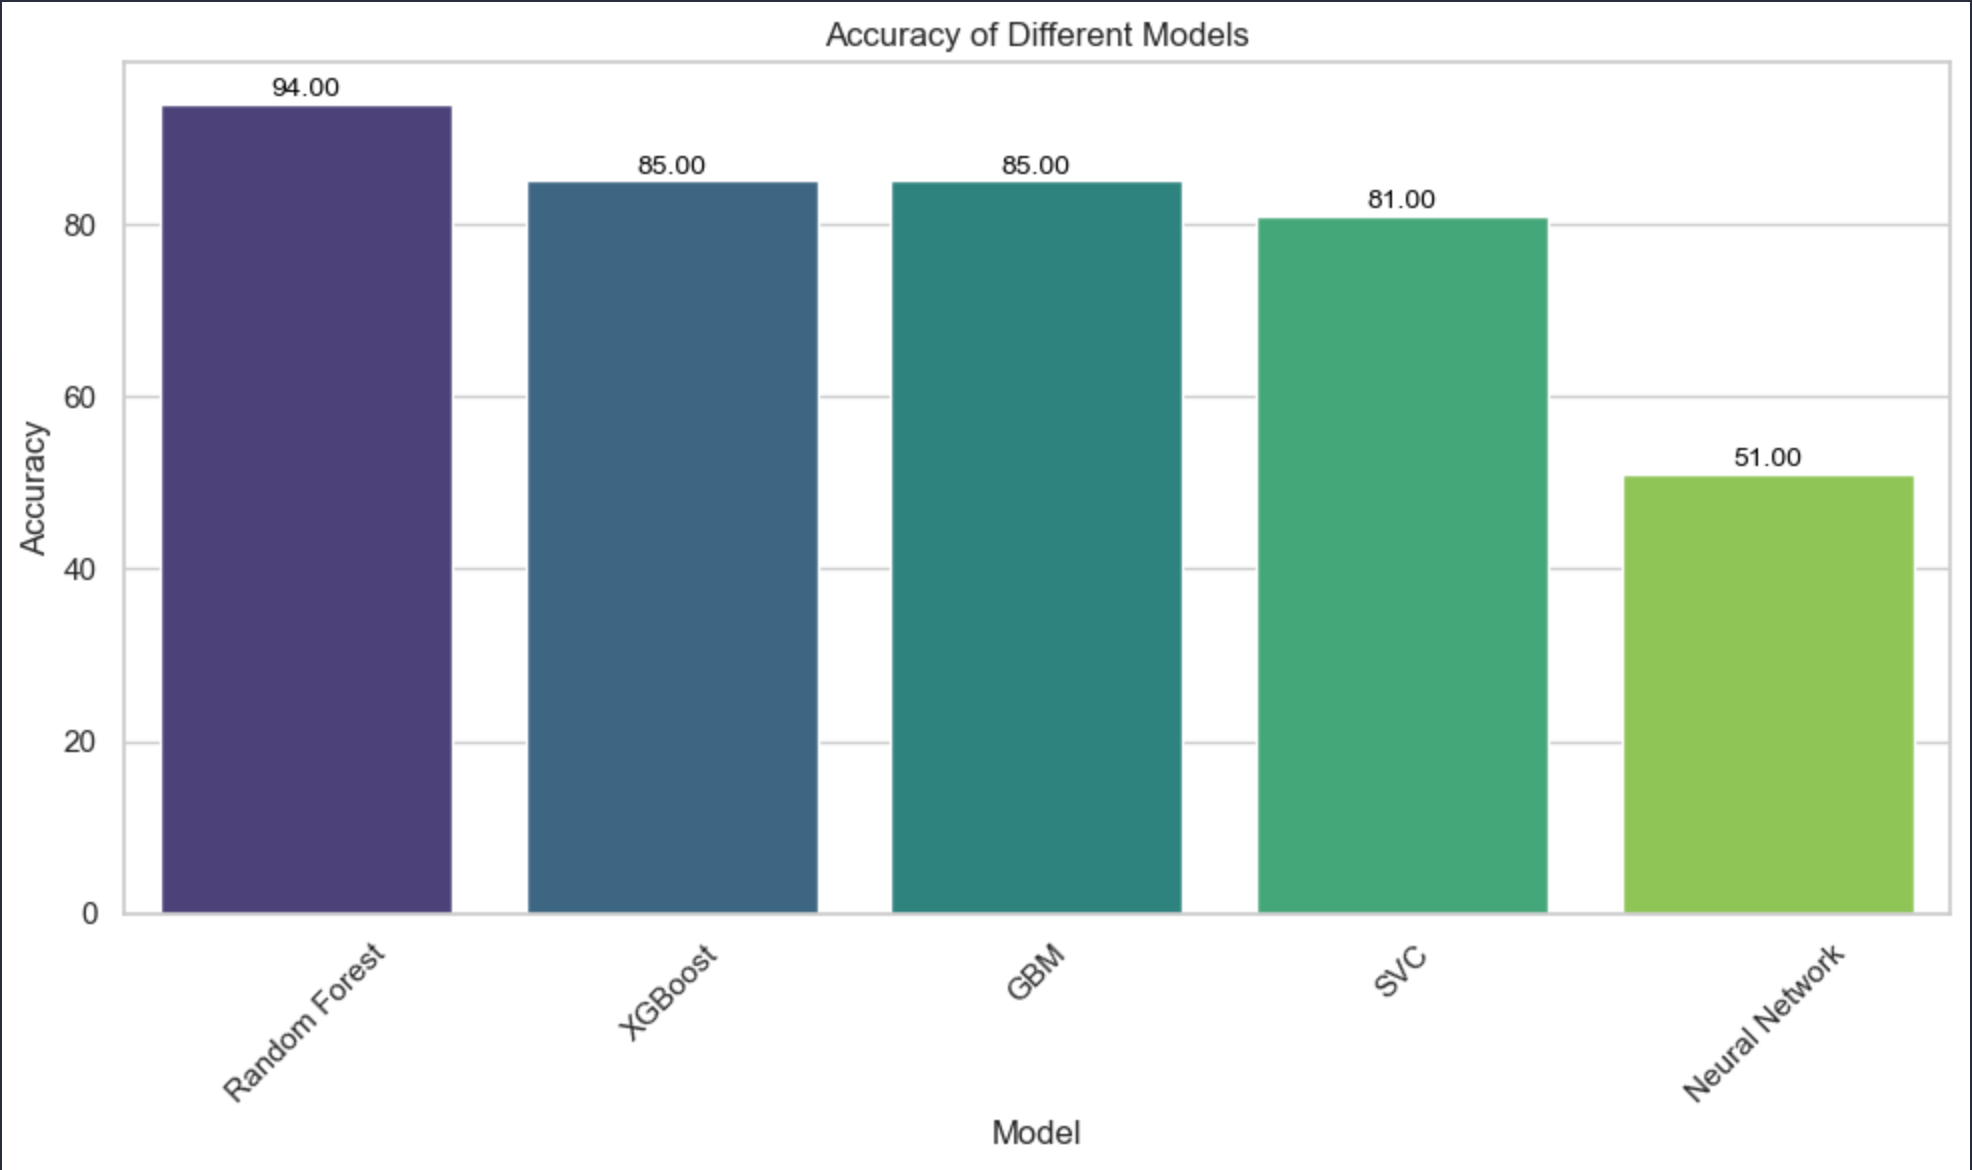 Accuracy of Different Models
94.00
85.00
85.00
81.00
51.00
80
60
40
20
0
Accuracy
Random Forest
XGBoost
GBM
SVC
Neural Network
Model